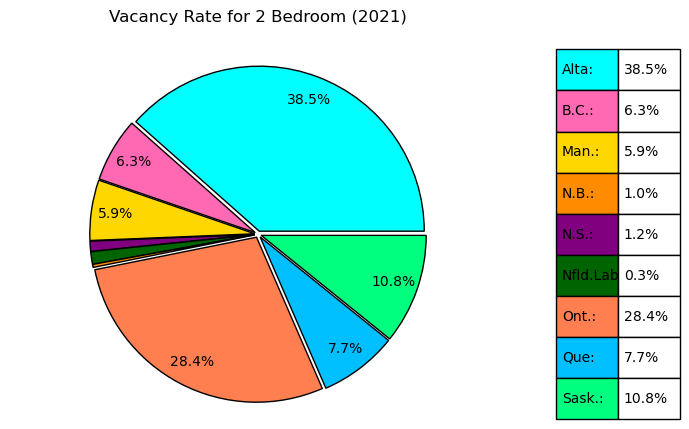 Vacancy Rate for 2 Bedroom (2021)
38.5%
6.3%
5.9%
28.4%
7.7%
10.8%
Alta: 38.5%
B.C.: 6.3%
Man.: 5.9%
N.B.: 1.0%
N.S.: 1.2%
Nfld.Lab 0.3%
Ont.: 28.4%
Que: 7.7%
Sask.: 10.8%